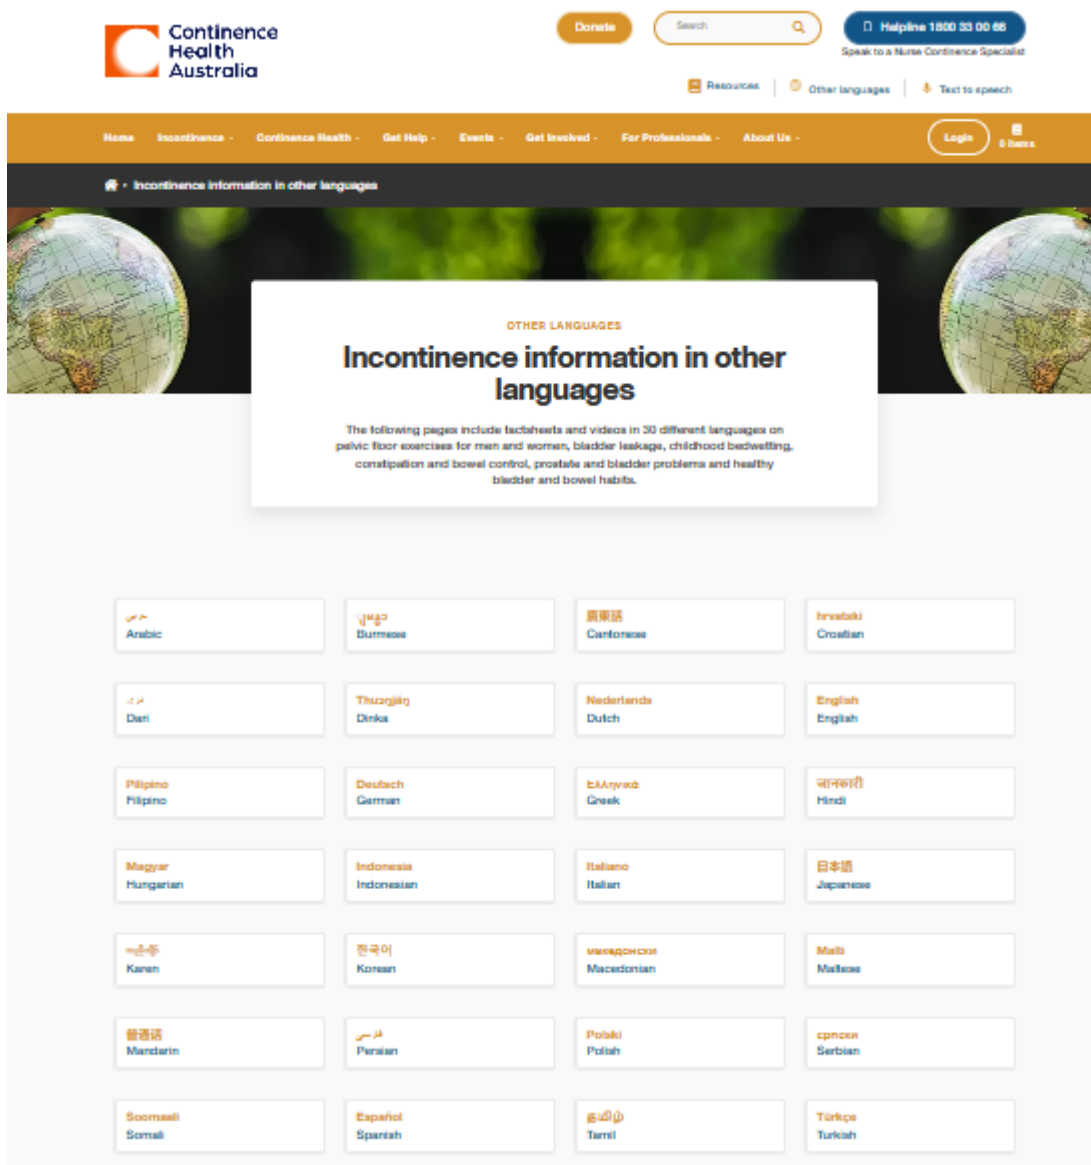 Continence
Health
Australia
Donate
Search
Helpline 1800 33 00 66
Speak to a Nurse Continence Specialist
Resources
Other languages
Text to speech
Home
Incontinence
Continence Health
Get Help
Events
Get Involved
For Professionals
About Us
Login
0 items
Incontinence information in other languages
OTHER LANGUAGES
Incontinence information in other
languages
The following pages include factsheets and videos in 30 different languages on
pelvic floor exercises for men and women, bladder leakage, childhood bedwetting,
constipation and bowel control, prostate and bladder problems and healthy
bladder and bowel habits.
Arabic
Burmese
廣東話
Cantonese
hrvatski
Croatian
Dari
Thuɔŋjäŋ
Dinka
Nederlands
Dutch
English
English
Pilipino
Filipino
Deutsch
German
Ελληνικά
Greek
जानकारी
Hindi
Magyar
Hungarian
Indonesia
Indonesian
Italiano
Italian
日本語
Japanese
Karen
한국어
Korean
македонски
Macedonian
Malti
Maltese
普通话
Mandarin
فارسی
Persian
Polski
Polish
српски
Serbian
Soomaali
Somali
Español
Spanish
தமிழ்
Tamil
Türkçe
Turkish